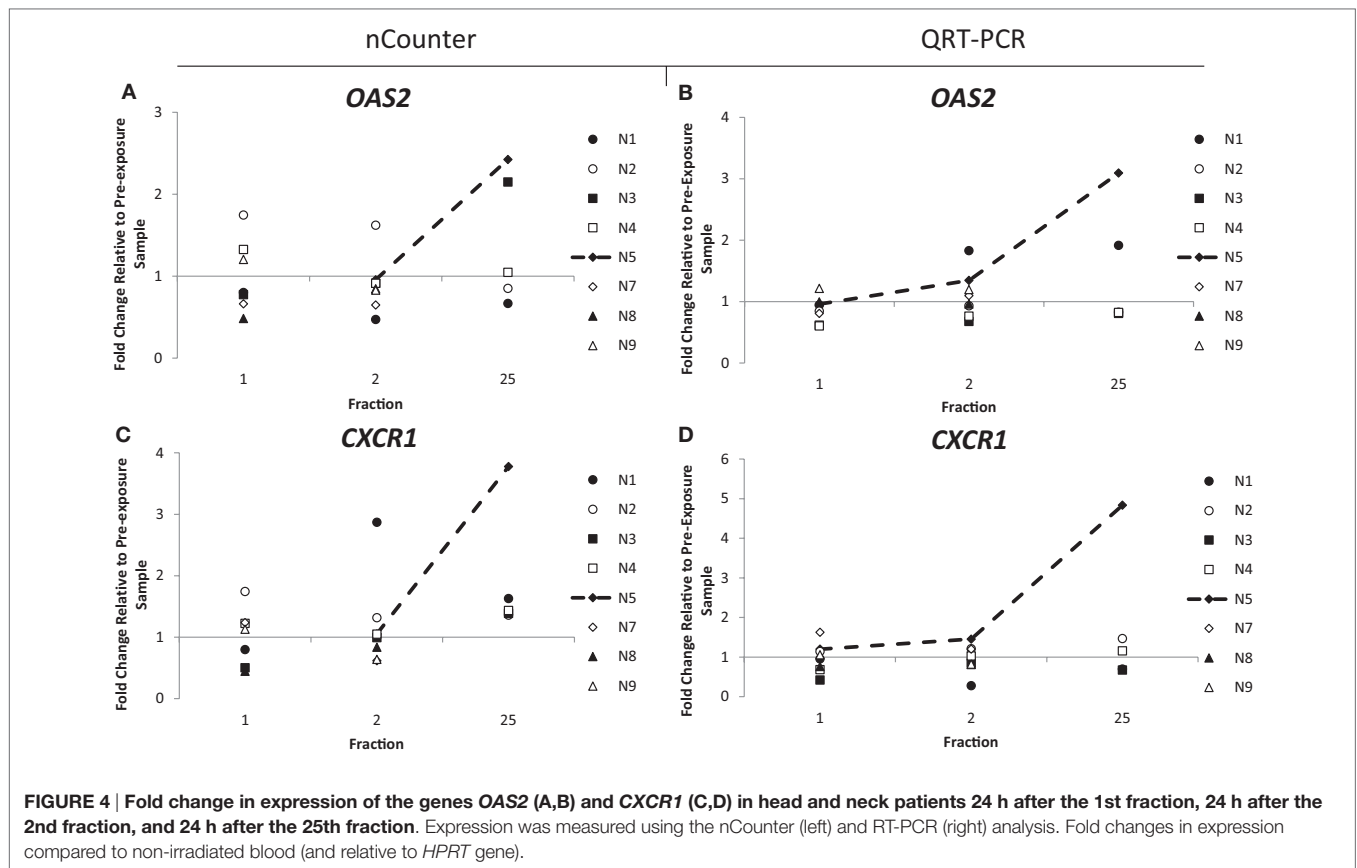 nCounter
QRT-PCR
A
OAS2
Fold Change Relative to Pre-exposure
Sample
3
2
1
0
1
2
25
Fraction
N1
N2
N3
N4
N5
N7
N8
N9
B
OAS2
Fold Change Relative to Pre-Exposure
Sample
4
3
2
1
0
1
2
25
Fraction
N1
N2
N3
N4
N5
N7
N8
N9
C
CXCR1
Fold Change Relative to Pre-exposure
Sample
4
3
2
1
0
1
2
25
Fraction
N1
N2
N3
N4
N5
N7
N8
N9
D
CXCR1
Fold Change Relative to Pre-Exposure
Sample
6
5
4
3
2
1
0
1
2
25
Fraction
N1
N2
N3
N4
N5
N7
N8
N9
FIGURE 4 | Fold change in expression of the genes OAS2 (A,B) and CXCR1 (C,D) in head and neck patients 24 h after the 1st fraction, 24 h after the
2nd fraction, and 24 h after the 25th fraction. Expression was measured using the nCounter (left) and RT-PCR (right) analysis. Fold changes in expression
compared to non-irradiated blood (and relative to HPRT gene).